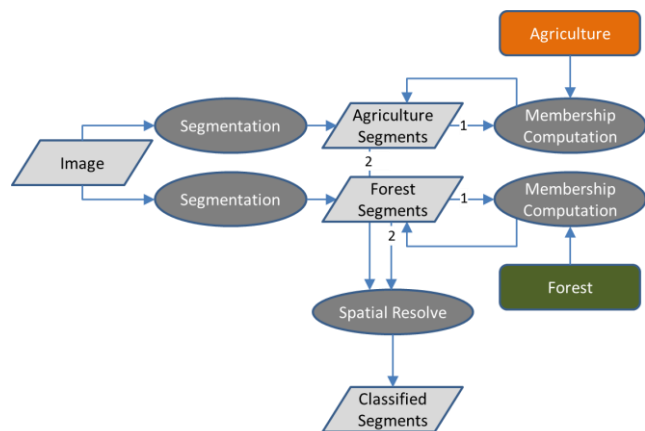 Agriculture
Segmentation
Agriculture
Segments
1
Membership
Computation
Image
2
Segmentation
Forest
Segments
1
Membership
Computation
2
Forest
Spatial Resolve
Classified
Segments